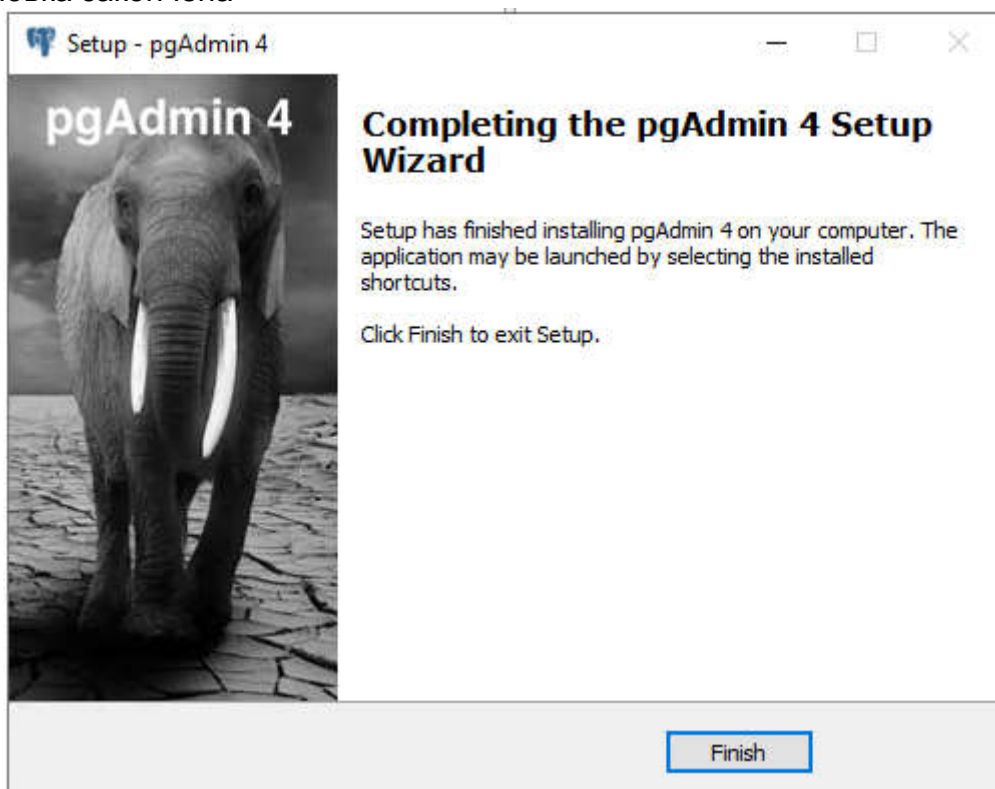 Setup - pgAdmin 4
pgAdmin 4
Completing the pgAdmin 4 Setup
Wizard
Setup has finished installing pgAdmin 4 on your computer. The
application may be launched by selecting the installed
shortcuts.
Click Finish to exit Setup.
Finish